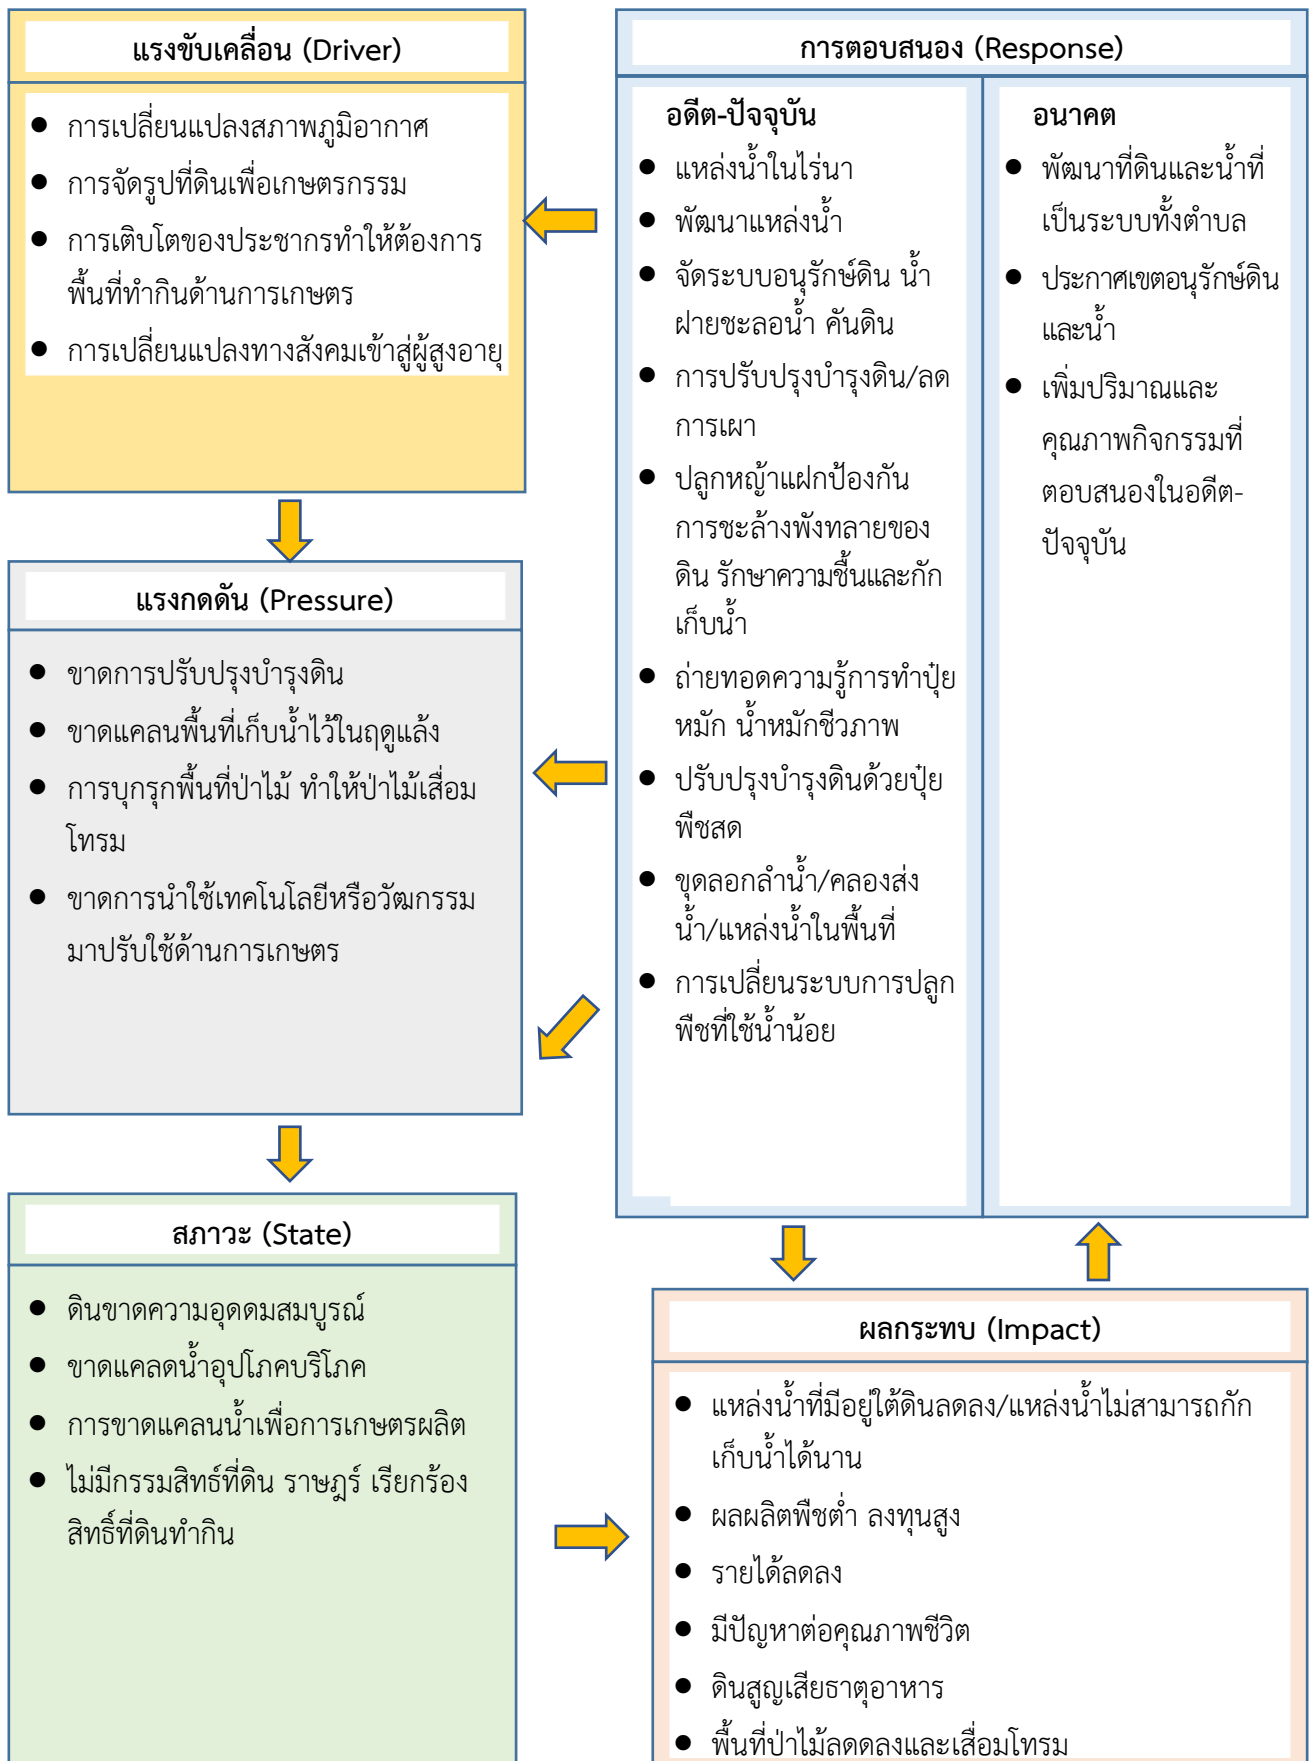 แรงขับเคลื่อน (Driver)
● การเปลี่ยนแปลงสภาพภูมิอากาศ
● การจัดรูปที่ดินเพื่อเกษตรกรรม
● การเติบโตของประชากรทำให้ต้องการ
พื้นที่ทำกินด้านการเกษตร
● การเปลี่ยนแปลงทางสังคมเข้าสู่ผู้สูงอายุ
แรงกดดัน (Pressure)
● ขาดการปรับปรุงบำรุงดิน
● ขาดแคลนพื้นที่เก็บน้ำไว้ในฤดูแล้ง
● การบุกรุกพื้นที่ป่าไม้ ทำให้ป่าไม้เสื่อม
โทรม
● ขาดการนำใช้เทคโนโลยีหรือวัฒกรรม
มาปรับใช้ด้านการเกษตร
สภาวะ (State)
● ดินขาดความอุดดมสมบูรณ์
● ขาดแคลดน้ำอุปโภคบริโภค
● การขาดแคลนน้ำเพื่อการเกษตรผลิต
● ไม่มีกรรมสิทธ์ที่ดิน ราษฎร์ เรียกร้อง
สิทธิ์ที่ดินทำกิน
การตอบสนอง (Response)
อดีต-ปัจจุบัน
● แหล่งน้ำในไร่นา
● พัฒนาแหล่งน้ำ
● จัดระบบอนุรักษ์ดิน น้ำ
ฝายชะลอน้ำ คันดิน
● การปรับปรุงบำรุงดิน/ลด
การเผา
● ปลูกหญ้าแฝกป้องกัน
การชะล้างพังทลายของ
ดิน รักษาความชื้นและกัก
เก็บน้ำ
● ถ่ายทอดความรู้การทำปุ๋ย
หมัก น้ำหมักชีวภาพ
● ปรับปรุงบำรุงดินด้วยปุ๋ย
พืชสด
● ขุดลอกลำน้ำ/คลองส่ง
น้ำ/แหล่งน้ำในพื้นที่
● การเปลี่ยนระบบการปลูก
พืชที่ใช้น้ำน้อย
อนาคต
● พัฒนาที่ดินและน้ำที่
เป็นระบบทั้งตำบล
● ประกาศเขตอนุรักษ์ดิน
และน้ำ
● เพิ่มปริมาณและ
คุณภาพกิจกรรมที่
ตอบสนองในอดีต-
ปัจจุบัน
ผลกระทบ (Impact)
● แหล่งน้ำที่มีอยู่ใต้ดินลดลง/แหล่งน้ำไม่สามารถกัก
เก็บน้ำได้นาน
● ผลผลิตพืชต่ำ ลงทุนสูง
● รายได้ลดลง
● มีปัญหาต่อคุณภาพชีวิต
● ดินสูญเสียธาตุอาหาร
● พื้นที่ป่าไม้ลดดลงและเสื่อมโทรม